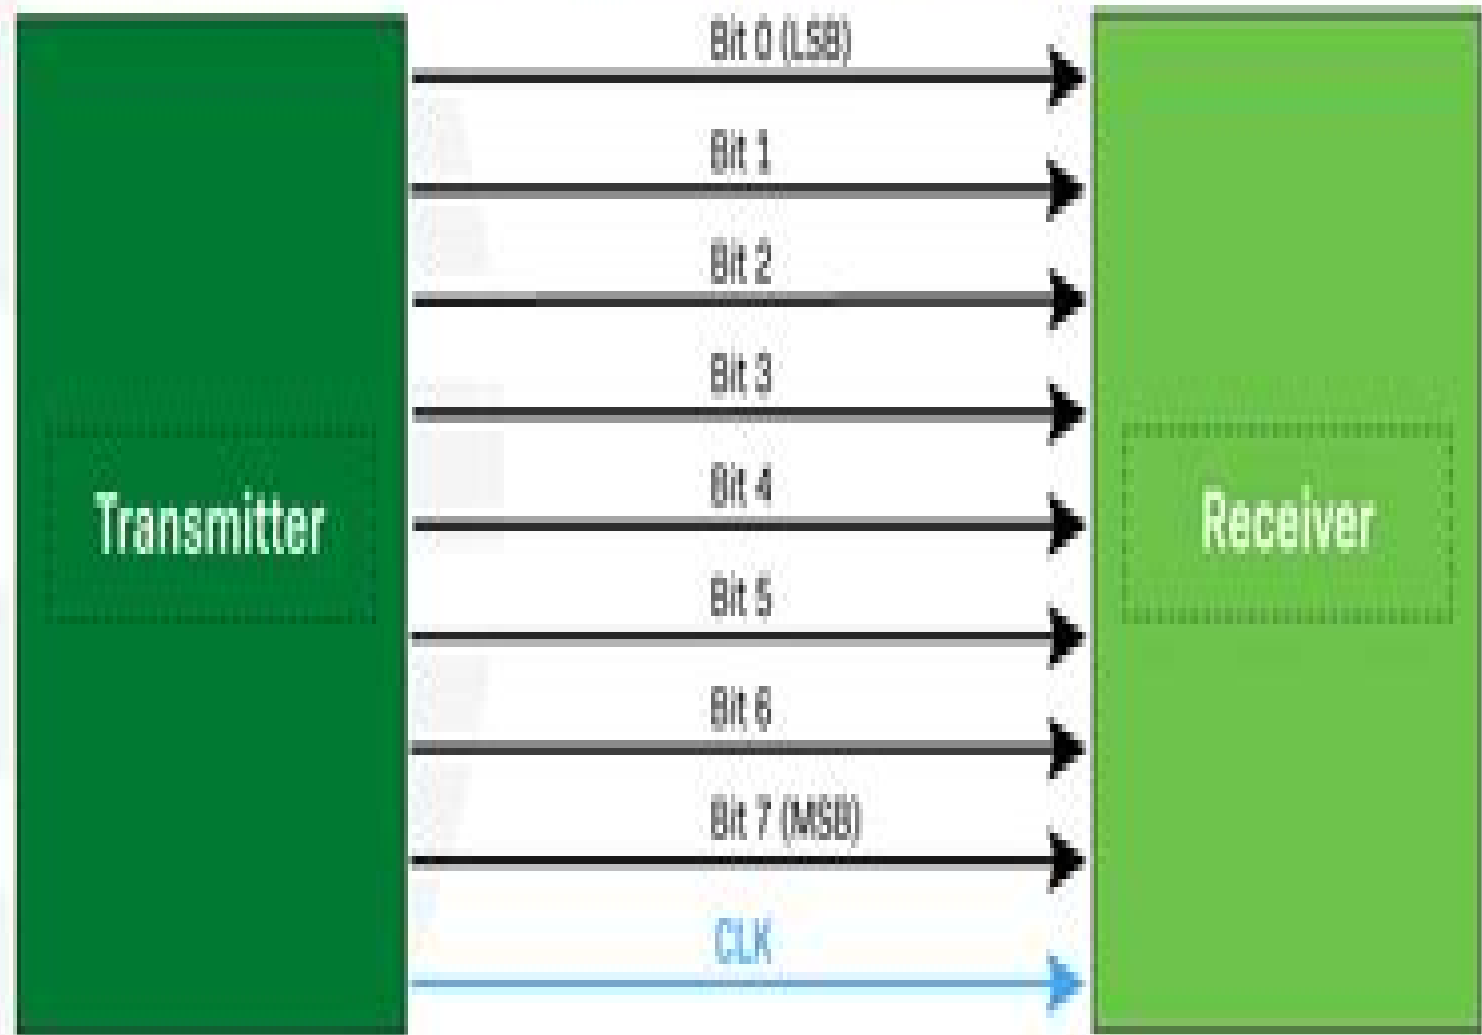 Bit 0 (LSB)
Bit 1
Bit 2
Bit 3
Bit 4
Transmitter
Receiver
Bit 5
Bit 6
Bit 7 (MSB)
CLK